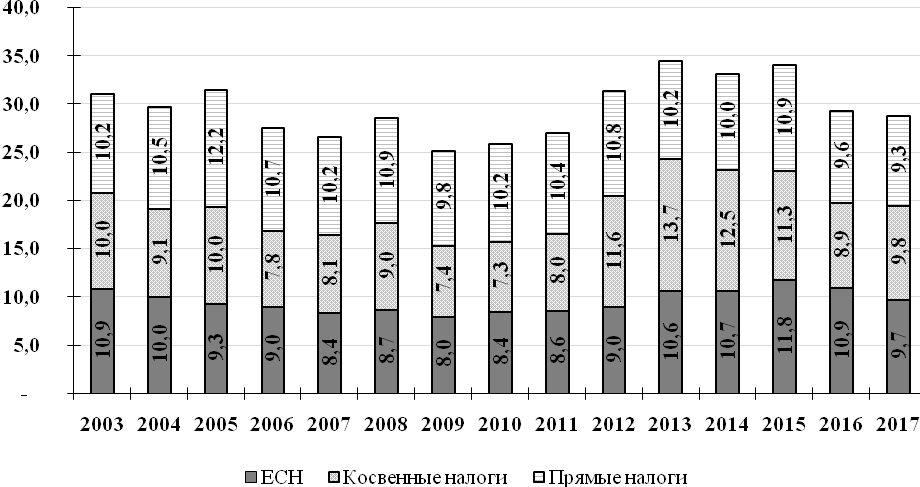 40,0
35,0
30,0
25,0
20,0
15,0
10,0
5,0
-
10,2 10,5 12,2 10,7 10,2 10,9 9,8 10,2 10,4 10,8 10,2 10,0 10,9 9,6 9,3
10,0 9,1 10,0 7,8 8,1 9,0 7,4 7,3 8,0 11,6 13,7 12,5 11,3 8,9 9,8
10,9 10,0 9,3 9,0 8,4 8,7 8,0 8,4 8,6 9,0 10,6 10,7 11,8 10,9 9,7
2003 2004 2005 2006 2007 2008 2009 2010 2011 2012 2013 2014 2015 2016 2017
ЕСН Косвенные налоги Прямые налоги